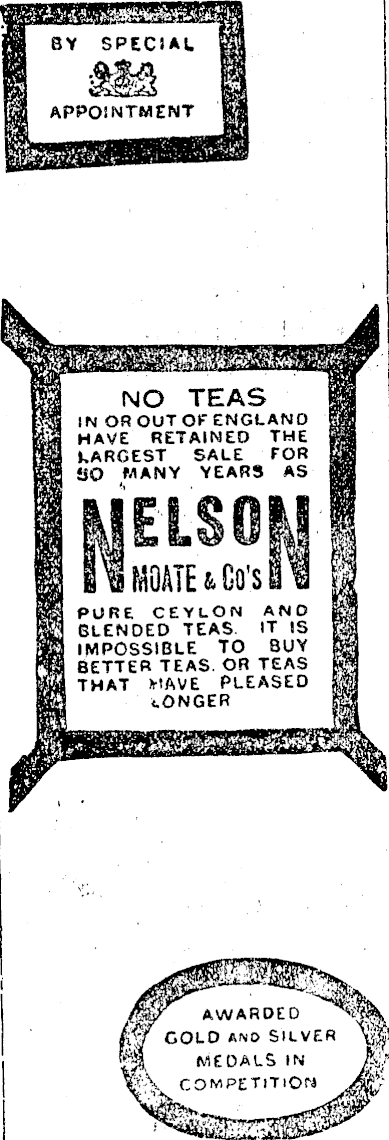 BY SPECIAL
APPOINTMENT
NO TEAS
IN OR OUT OF ENGLAND
HAVE RETAINED THE
LARGEST SALE FOR
SO MANY YEARS AS
NELSON
MOATE & Co's
PURE CEYLON AND
BLENDED TEAS. IT IS
IMPOSSIBLE TO BUY
BETTER TEAS, OR TEAS
THAT HAVE PLEASED
LONGER
AWARDED
GOLD AND SILVER
MEDALS IN
COMPETITION